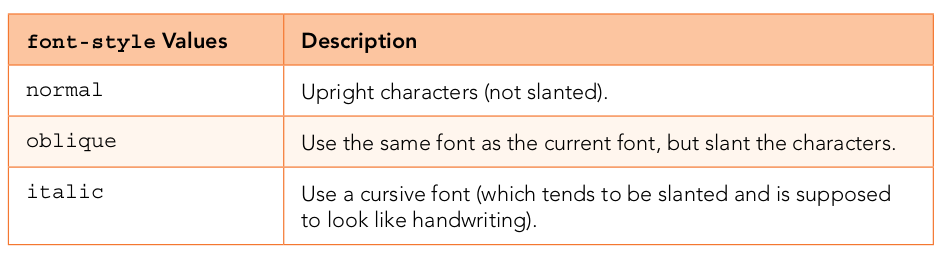 font-style Values Description
normal Upright characters (not slanted).
oblique Use the same font as the current font, but slant the characters.
italic Use a cursive font (which tends to be slanted and is supposed
to look like handwriting).